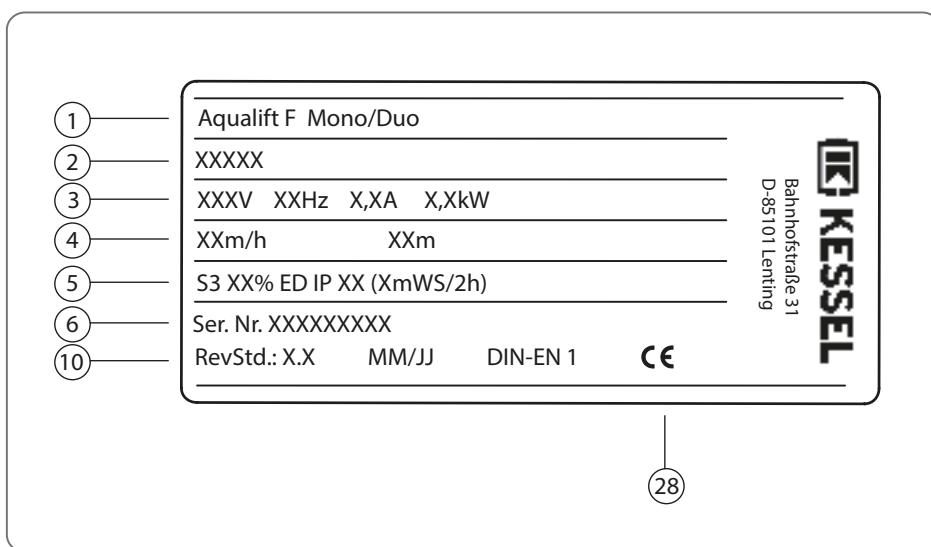 1 Aqualift F Mono/Duo
2 XXXXX
3 XXXV XXHz X,XA X,XkW
4 XXm/h XXm
5 S3 XX% ED IP XX (XmWS/2h)
6 Ser. Nr. XXXXXXXXX
10 RevStd.: X.X MM/JJ DIN-EN 1 CE
28
Bahnhofstraße 31
D-85101 Lenting
KESSEL